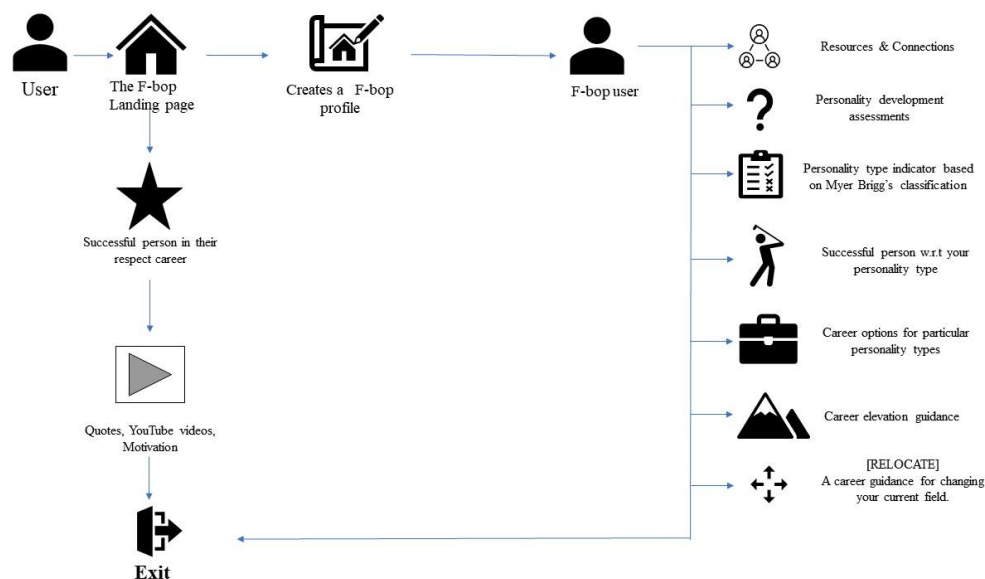 User
The F-bop
Landing page
Creates a F-bop
profile
F-bop user
Resources & Connections
Personality development
assessments
Personality type indicator based
on Myer Brigg's classification
Successful person w.r.t your
personality type
Career options for particular
personality types
Career elevation guidance
[RELOCATE]
A career guidance for changing
your current field.
Successful person in their
respect career
Quotes, YouTube videos,
Motivation
Exit